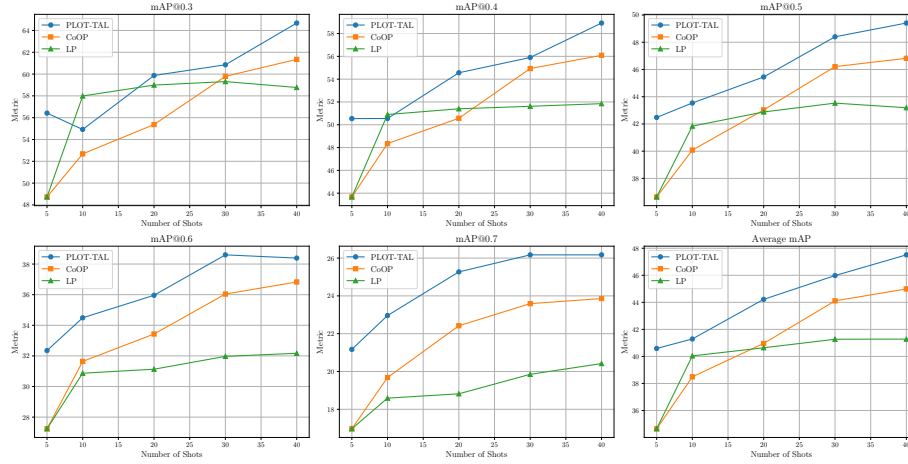 mAP@0.3
64
62
60
58
56
54
52
50
48
Metric
PLOT-TAL
CoOP
LP
5 10 15 20 25 30 35 40
Number of Shots
mAP@0.4
58
56
54
52
50
48
46
44
Metric
PLOT-TAL
CoOP
LP
5 10 15 20 25 30 35 40
Number of Shots
mAP@0.5
50
48
46
44
42
40
38
Metric
PLOT-TAL
CoOP
LP
5 10 15 20 25 30 35 40
Number of Shots
mAP@0.6
38
36
34
32
30
28
Metric
PLOT-TAL
CoOP
LP
5 10 15 20 25 30 35 40
Number of Shots
mAP@0.7
26
24
22
20
18
Metric
PLOT-TAL
CoOP
LP
5 10 15 20 25 30 35 40
Number of Shots
Average mAP
48
46
44
42
40
38
36
Metric
PLOT-TAL
CoOP
LP
5 10 15 20 25 30 35 40
Number of Shots